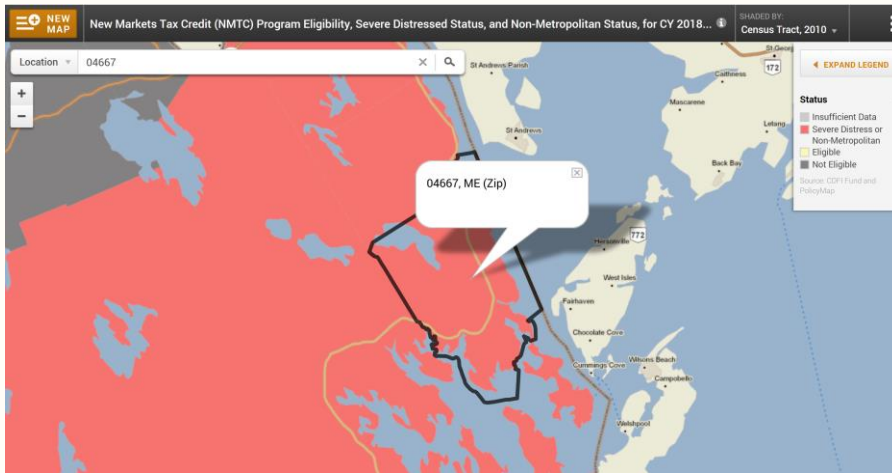 NEW
MAP
New Markets Tax Credit (NMTC) Program Eligibility, Severe Distressed Status, and Non-Metropolitan Status, for CY 2018...
SHADED BY:
Census Tract, 2010
Location
04667
EXPAND LEGEND
Status
Insufficient Data
Severe Distress or
Non-Metropolitan
Eligible
Not Eligible
Source: CDFI Fund and
PolicyMap
04667, ME (Zip)
St Andrews Parish
St Andrews
172
Caithness
Mascarene
Letang
Back Bay
772
West Isles
Fairhaven
Chocolate Cove
Cummings Cove
Wilsons Beach
Campobello
Welshpool